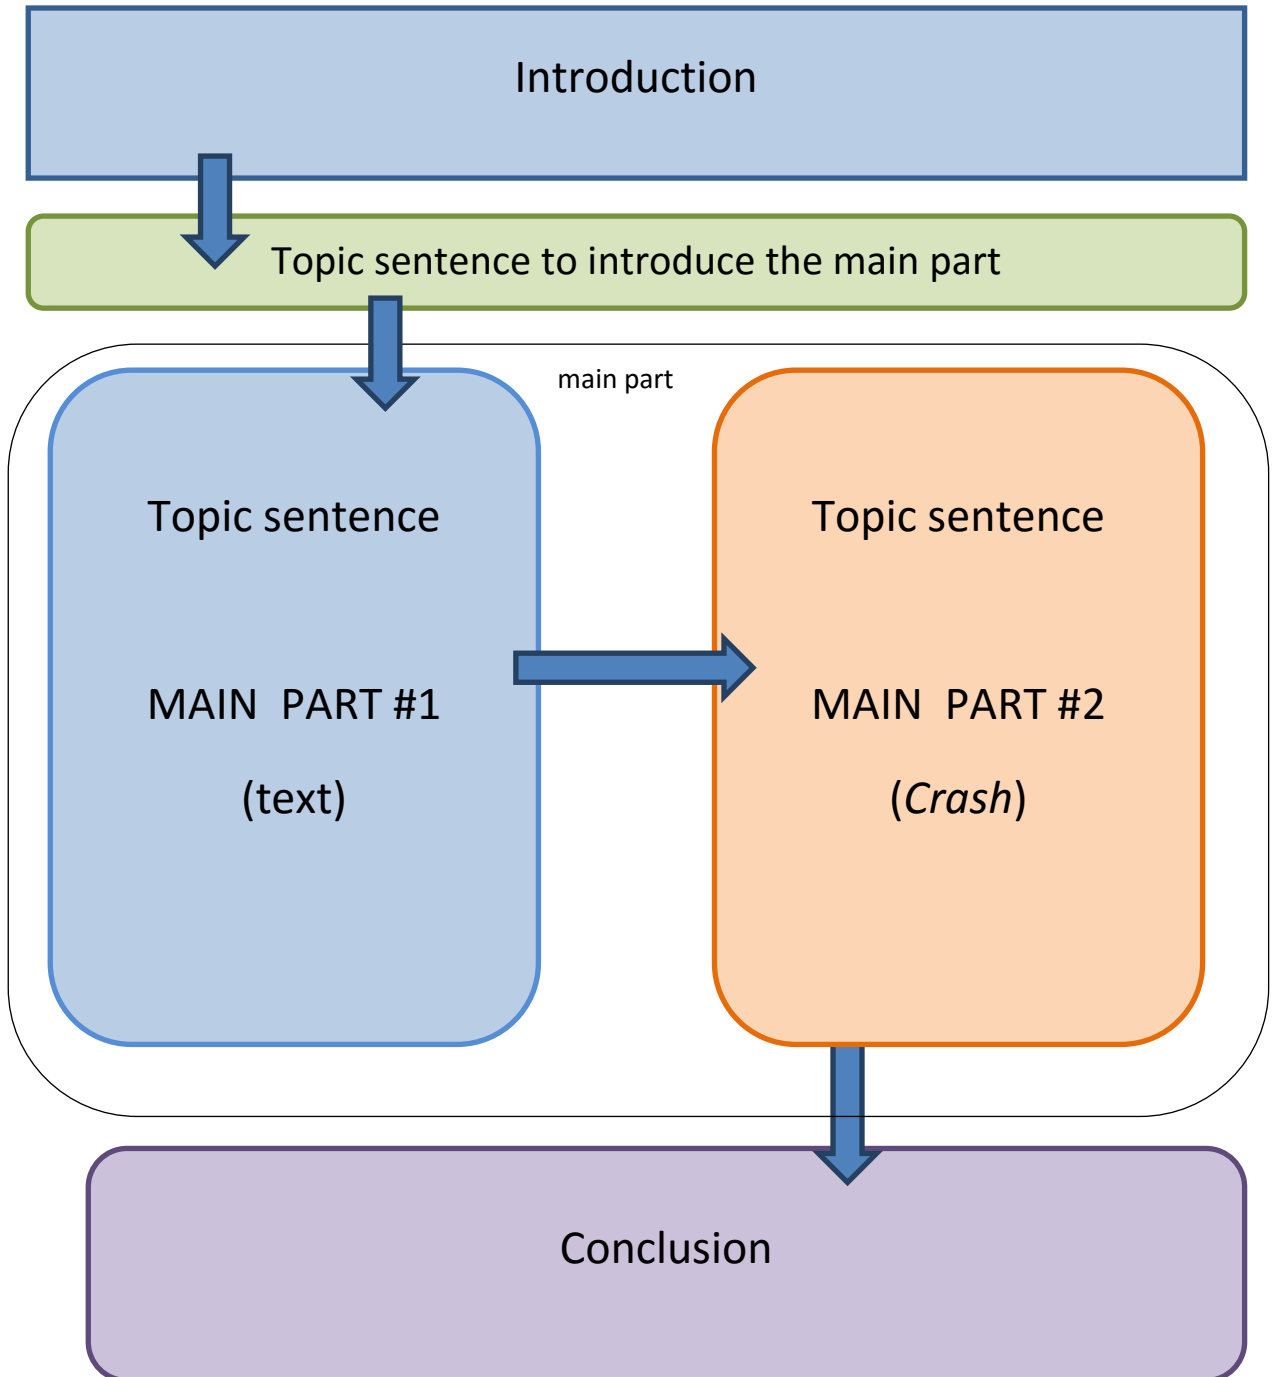 Introduction
Topic sentence to introduce the main part
main part
Topic sentence
MAIN  PART #1
(text)
Topic sentence
MAIN  PART #2
(Crash)
Conclusion